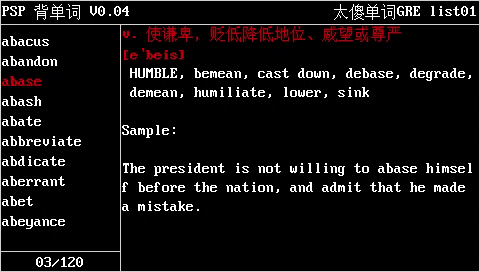 PSP 背单词 V0.04
太傻单词GRE list01
abacus
abandon
abase
abash
abate
abbreviate
abdicate
aberrant
abet
abeyance
03/120
v. 使谦卑，贬低降低地位、威望或尊严
[e'beis]
HUMBLE, bemean, cast down, debase, degrade,
demean, humiliate, lower, sink
Sample:
The president is not willing to abase himsel
f before the nation, and admit that he made
a mistake.